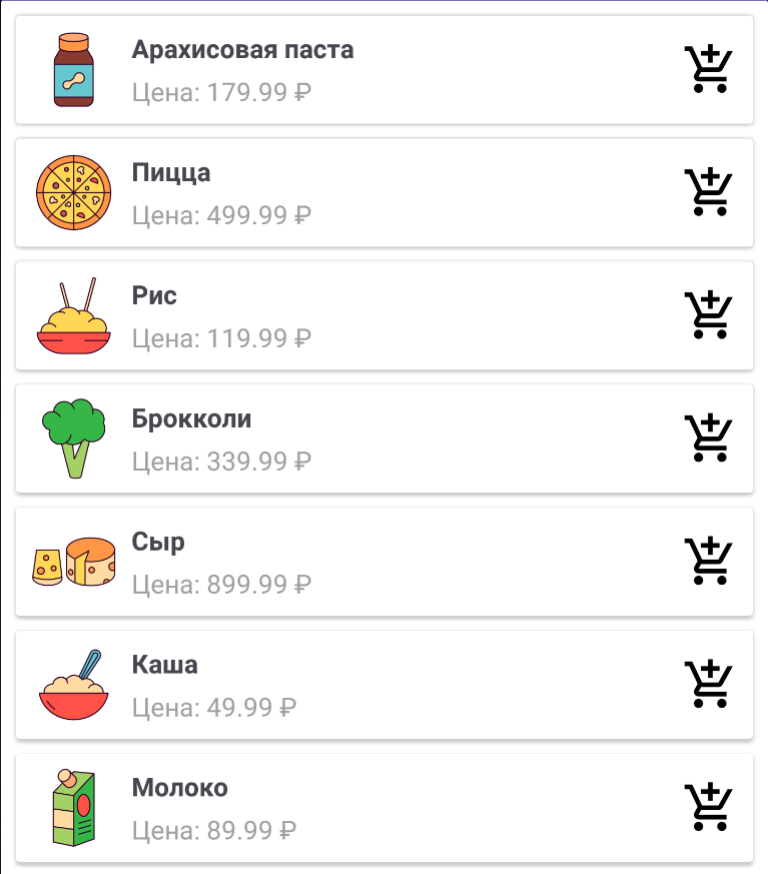 Арахисовая паста
Цена: 179.99 ₽
Пицца
Цена: 499.99 ₽
Рис
Цена: 119.99 ₽
Брокколи
Цена: 339.99 ₽
Сыр
Цена: 899.99 ₽
Каша
Цена: 49.99 ₽
Молоко
Цена: 89.99 ₽